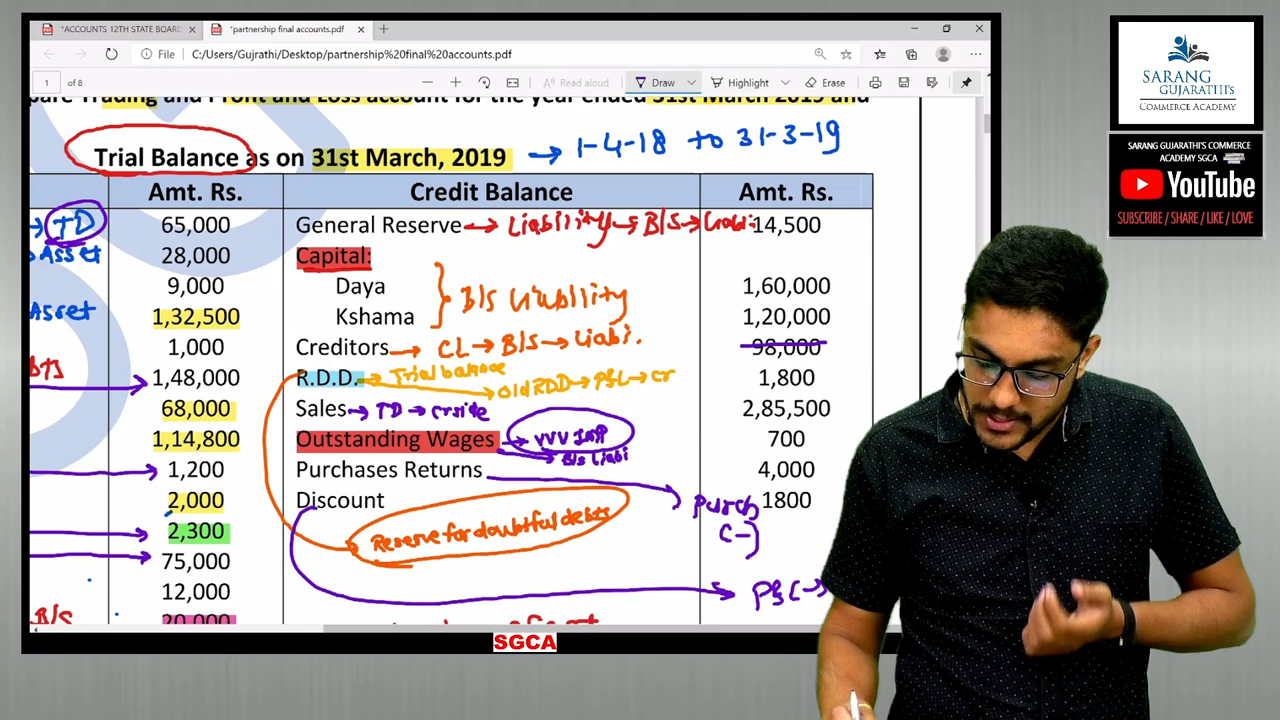 *ACCOUNTS 12TH STATE BOARD
*partnership final accounts.pdf
File
C:/Users/Gujrathi/Desktop/partnership%20final%20accounts.pdf
1 of 8
Read aloud
Draw
Highlight
Erase
pare Trading and Profit and Loss account for the year ended 31st March 2019 and
Trial Balance as on 31st March, 2019 → 1-4-18 to 31-3-19
Amt. Rs. Credit Balance Amt. Rs.
TD 65,000 General Reserve → Liability → B/S → Liabi. 14,500
Asset 28,000 Capital:
9,000 Daya 1,60,000
B/S Liability
Asset 1,32,500 Kshama 1,20,000
1,000 Creditors → CL → B/S → Liabi. 98,000
1,48,000 R.D.D. → Trial balance 1,800
→ Old RDD → P&L → cr
68,000 Sales → TD → crside 2,85,500
1,14,800 Outstanding Wages → VVV IMP 700
B/s Liabi
1,200 Purchases Returns 4,000
2,000 Discount 1800
Purch
(-)
2,300 Reserve for doubtful debts
75,000
12,000 P&L
B/S 20,000
SGCA
SARANG
GUJARATHI'S
COMMERCE ACADEMY
SARANG GUJARATHI'S COMMERCE
ACADEMY SGCA
YouTube
SUBSCRIBE / SHARE / LIKE / LOVE